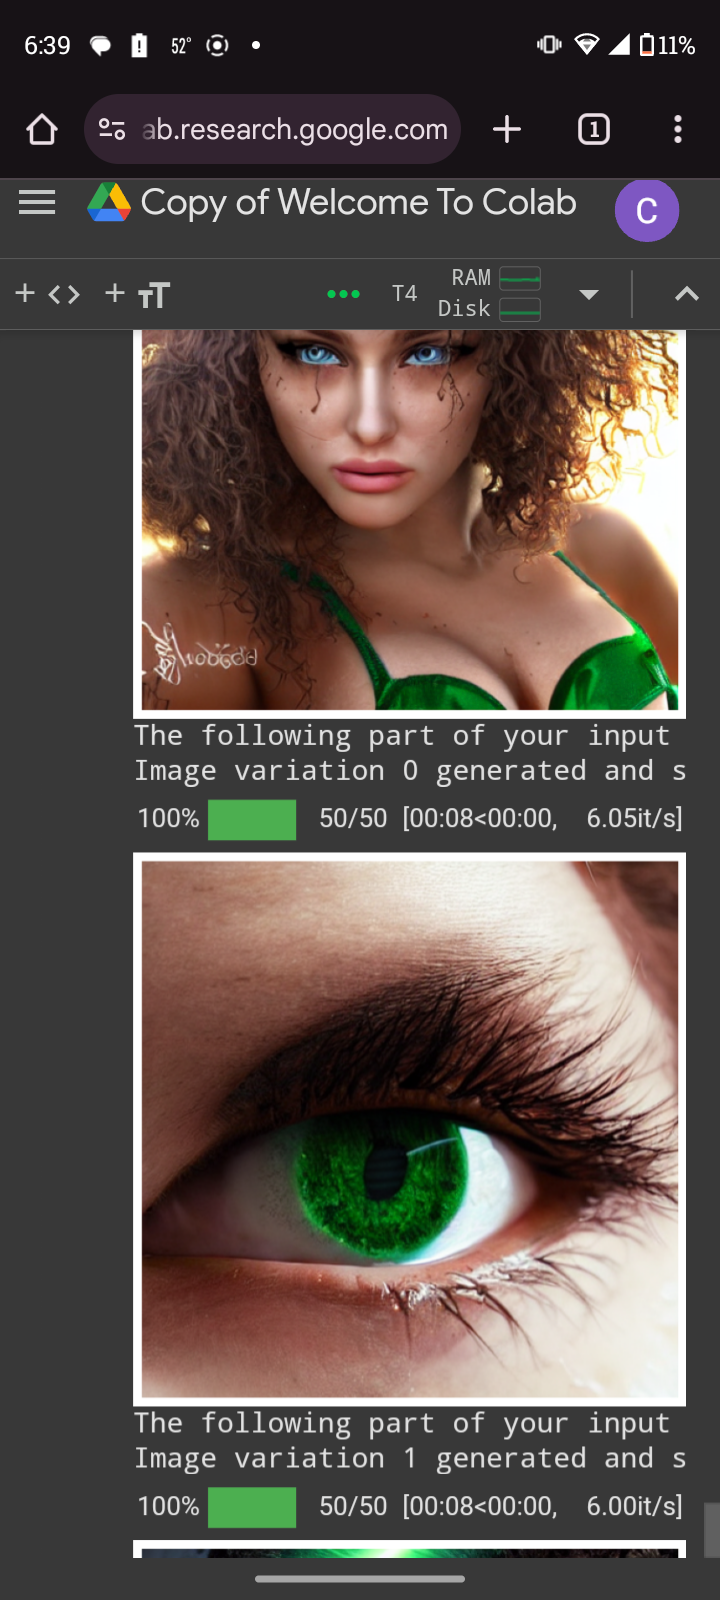 6:39 52° 11%
ab.research.google.com 1
Copy of Welcome To Colab C
+ <> + TT ••• T4 RAM
Disk
The following part of your input
Image variation 0 generated and s
100% 50/50 [00:08<00:00, 6.05it/s]
The following part of your input
Image variation 1 generated and s
100% 50/50 [00:08<00:00, 6.00it/s]